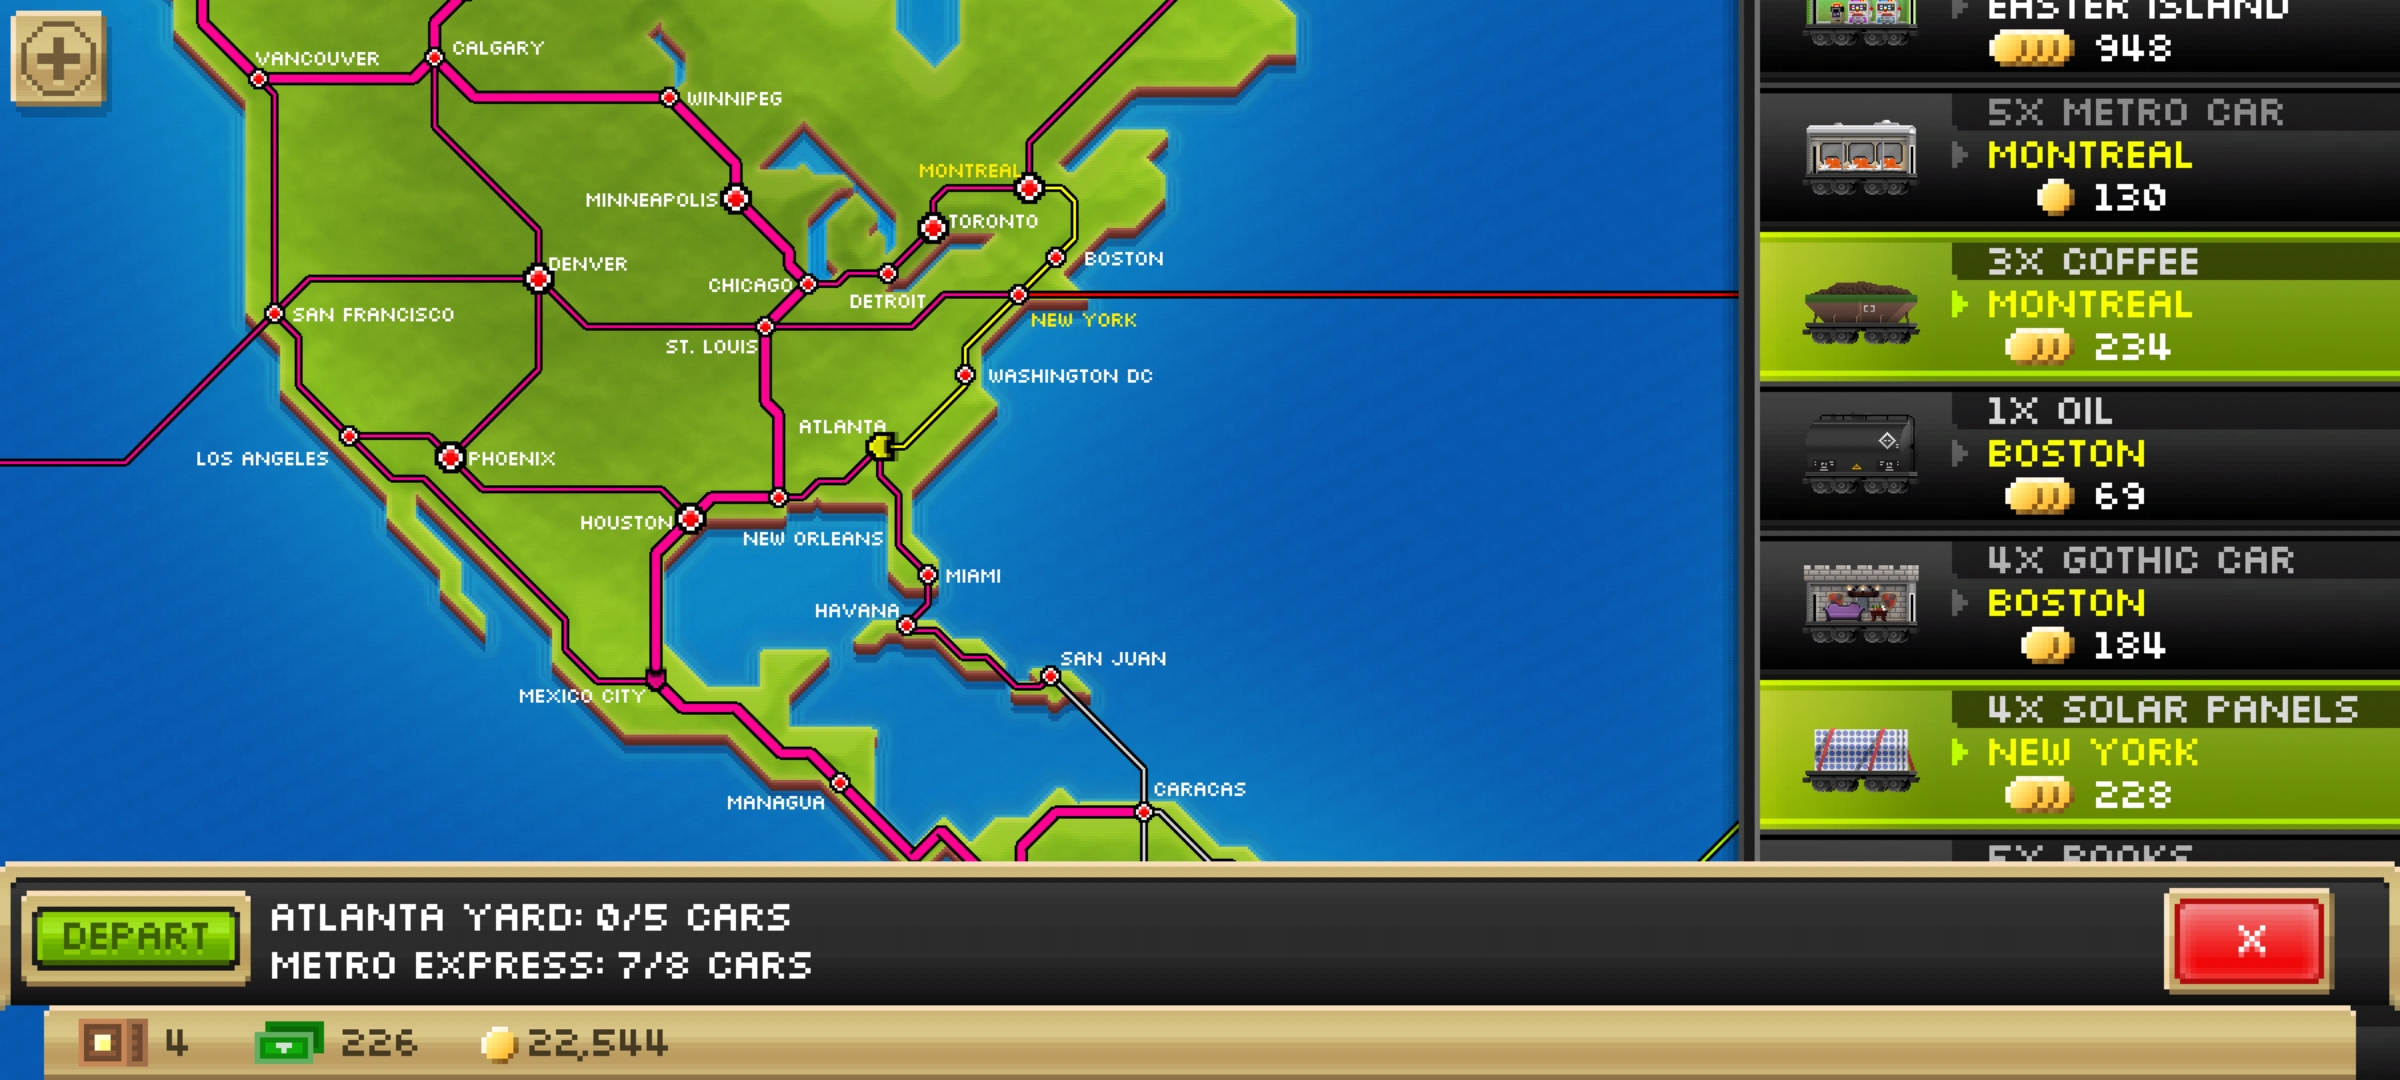 VANCOUVER
CALGARY
WINNIPEG
MONTREAL
MINNEAPOLIS
TORONTO
BOSTON
DENVER
CHICAGO
DETROIT
SAN FRANCISCO
NEW YORK
ST. LOUIS
WASHINGTON DC
ATLANTA
LOS ANGELES
PHOENIX
HOUSTON
NEW ORLEANS
MIAMI
HAVANA
SAN JUAN
MEXICO CITY
MANAGUA
CARACAS
EASTER ISLAND
948
5X METRO CAR
MONTREAL
130
3X COFFEE
MONTREAL
234
1X OIL
BOSTON
69
4X GOTHIC CAR
BOSTON
184
4X SOLAR PANELS
NEW YORK
228
5X BOOKS
DEPART
ATLANTA YARD: 0/5 CARS
METRO EXPRESS: 7/8 CARS
X
4
226
22,544